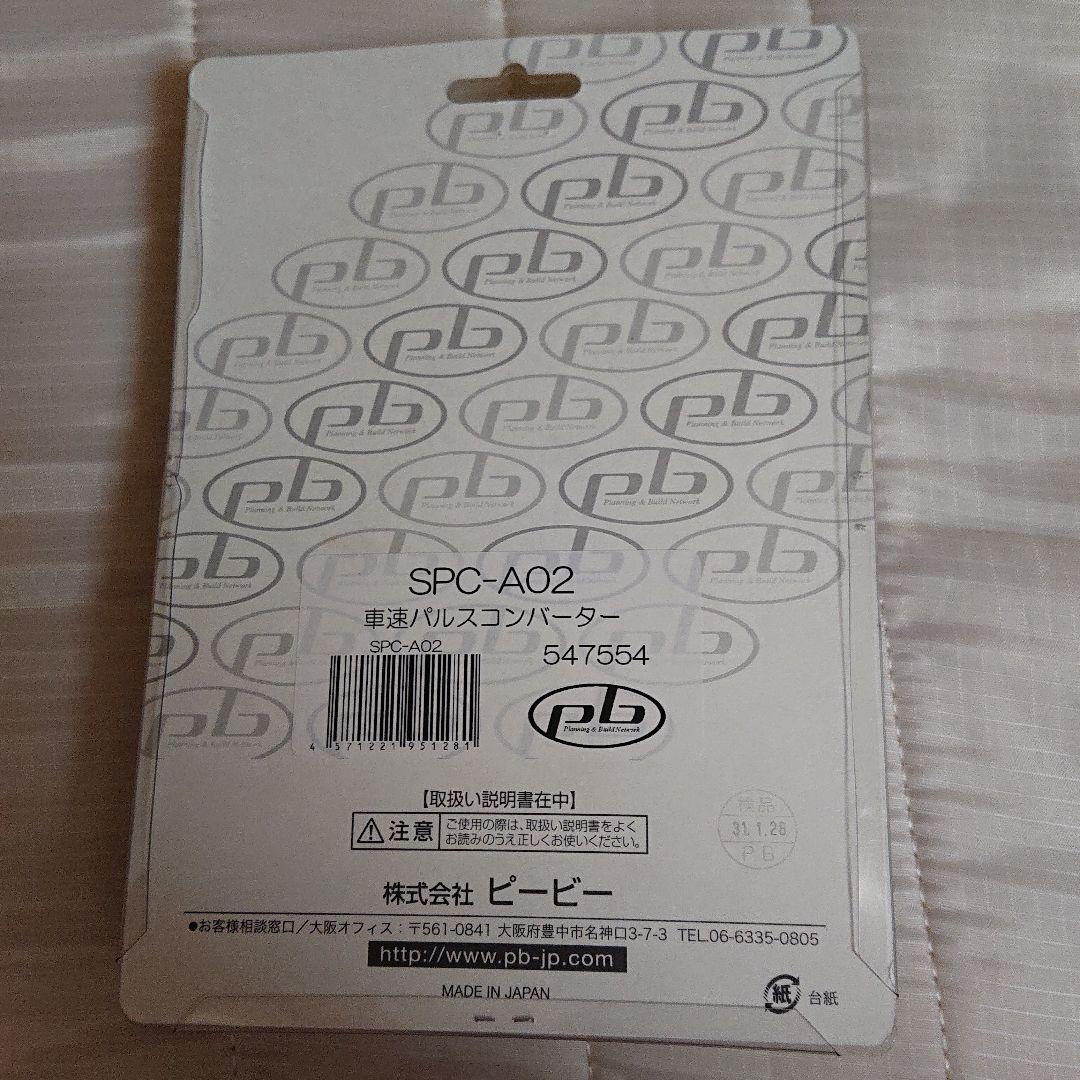 SPC-A02
車速パルスコンバーター
SPC-A02
547554
4 571221 951281
pb
Planning & Build Network
【取扱い説明書在中】
注意
ご使用の際は、取扱い説明書をよく
お読みのうえ正しくお使いください。
検品
31.1.28
PB
株式会社 ピービー
●お客様相談窓口/大阪オフィス:〒561-0841 大阪府豊中市名神口3-7-3 TEL.06-6335-0805
http://www.pb-jp.com
MADE IN JAPAN
紙 台紙